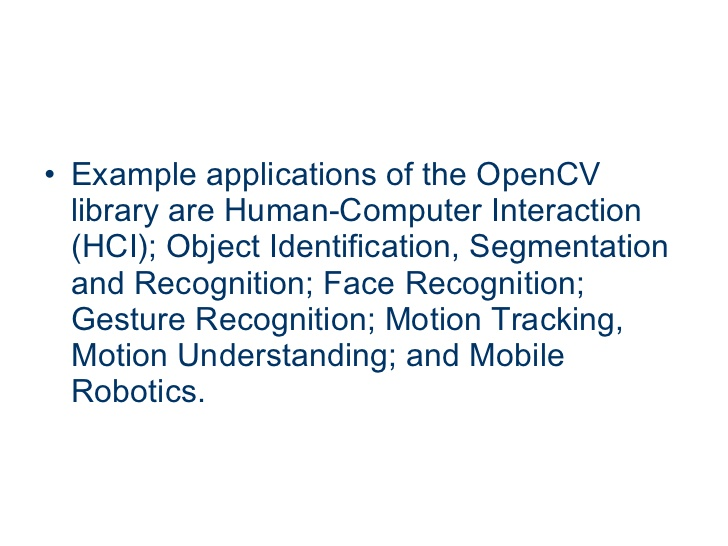 • Example applications of the OpenCV
library are Human-Computer Interaction
(HCI); Object Identification, Segmentation
and Recognition; Face Recognition;
Gesture Recognition; Motion Tracking,
Motion Understanding; and Mobile
Robotics.